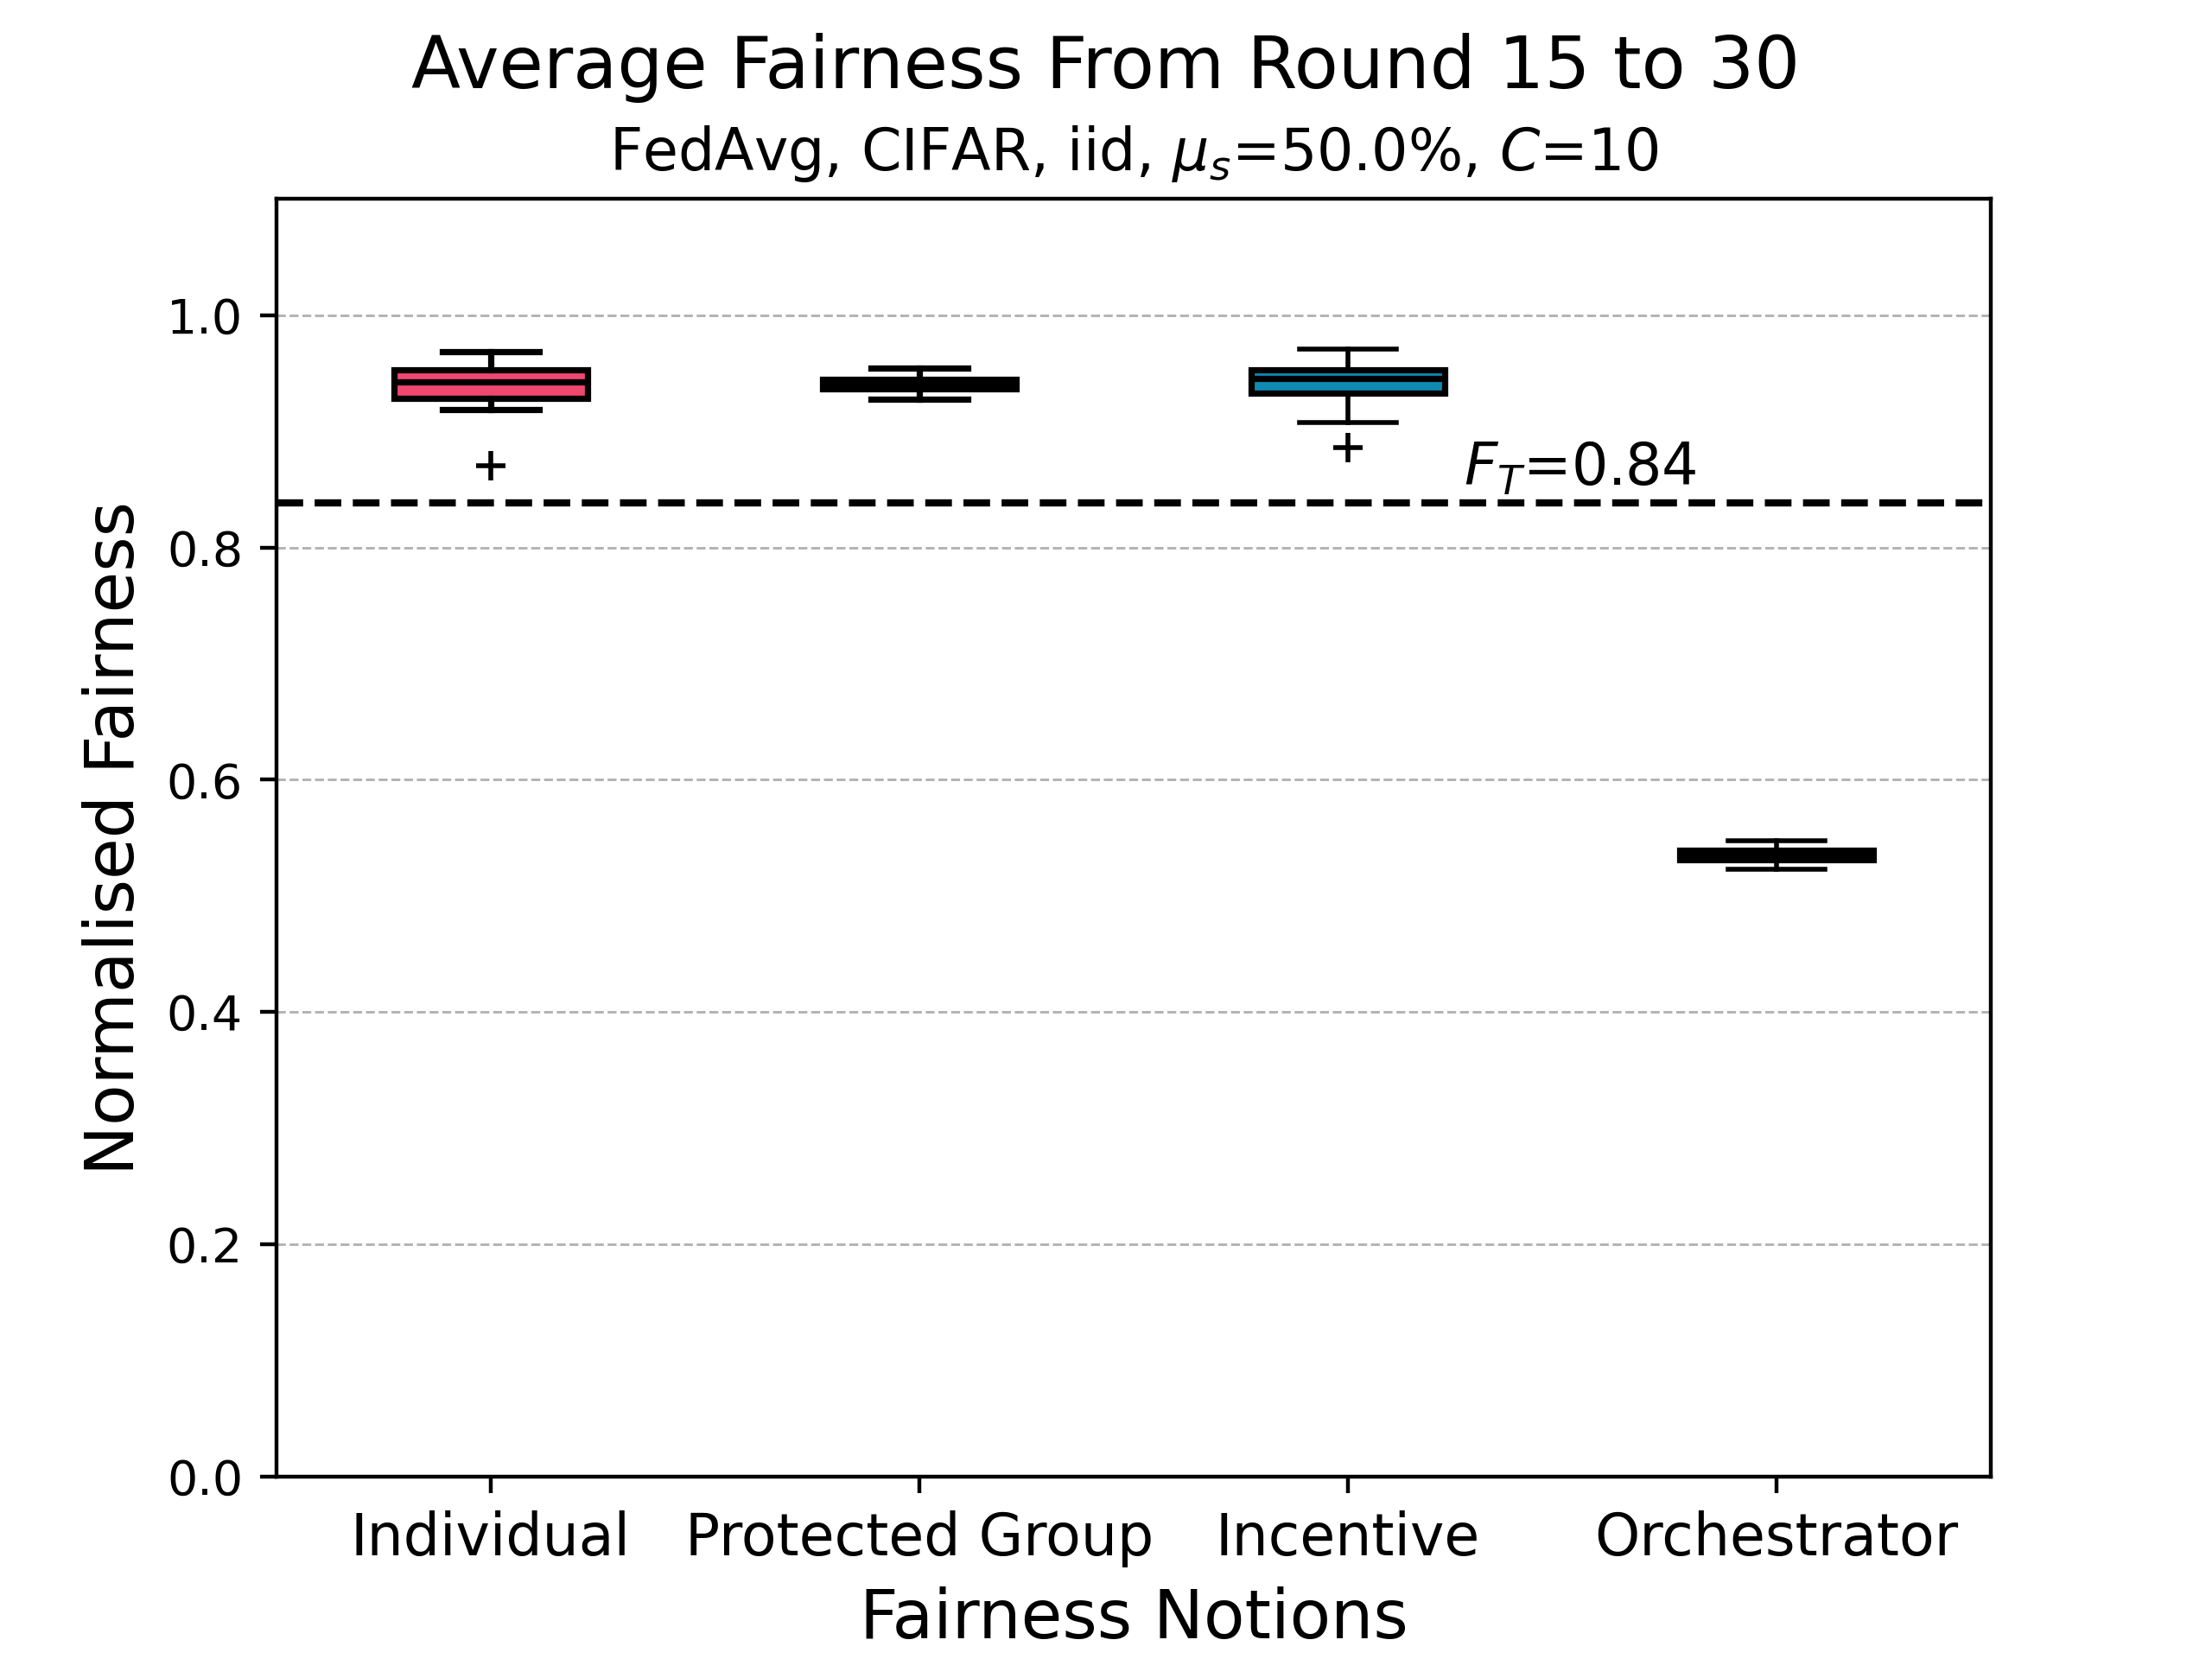 Average Fairness From Round 15 to 30
FedAvg, CIFAR, iid, μₛ=50.0%, C=10
Normalised Fairness
1.0
0.8
0.6
0.4
0.2
0.0
F_T=0.84
Individual Protected Group Incentive Orchestrator
Fairness Notions